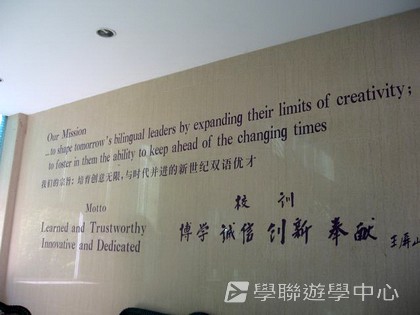 Our Mission
...to shape tomorrow's bilingual leaders by expanding their limits of creativity;
to foster in them the ability to keep ahead of the changing times
我们的宗旨：培育创意无限，与时代并进的新世纪双语优才
Motto
Learned and Trustworthy
Innovative and Dedicated
校 训
博学 诚信 创新 奉献
王屏山
學聯遊學中心